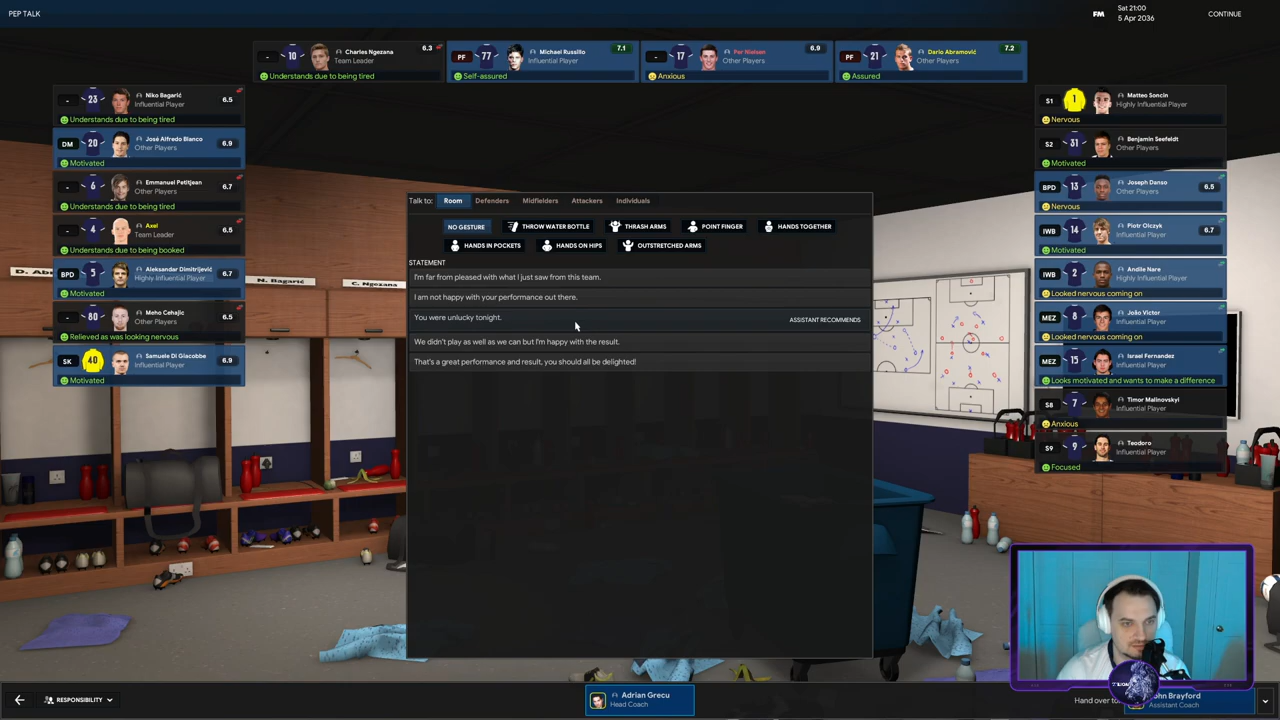 PEP TALK
FM
Sat 21:00
5 Apr 2036
CONTINUE
-
10
Charles Ngezana
Team Leader
6.3
Understands due to being tired
PF
77
Michael Russillo
Influential Player
7.1
Self-assured
-
17
Per Nielsen
Other Players
6.9
Anxious
PF
21
Dario Abramović
Other Players
7.2
Assured
-
23
Niko Bagarić
Influential Player
6.5
Understands due to being tired
DM
20
José Alfredo Blanco
Other Players
6.9
Motivated
-
6
Emmanuel Petitjean
Other Players
6.7
Understands due to being tired
-
4
Axel
Team Leader
6.5
Understands due to being booked
BPD
5
Aleksandar Dimitrijević
Highly Influential Player
6.7
Motivated
-
80
Meho Cehajic
Other Players
6.5
Relieved as was looking nervous
SK
40
Samuele Di Giacobbe
Influential Player
6.9
Motivated
D. Ab
N. Bagarić
C. Ngeza
Talk to:
Room
Defenders
Midfielders
Attackers
Individuals
NO GESTURE
THROW WATER BOTTLE
THRASH ARMS
POINT FINGER
HANDS TOGETHER
HANDS IN POCKETS
HANDS ON HIPS
OUTSTRETCHED ARMS
STATEMENT
I'm far from pleased with what I just saw from this team.
I am not happy with your performance out there.
You were unlucky tonight.
ASSISTANT RECOMMENDS
We didn't play as well as we can but I'm happy with the result.
That's a great performance and result, you should all be delighted!
S1
1
Matteo Soncin
Highly Influential Player
Nervous
S2
31
Benjamin Seefeldt
Other Players
Motivated
BPD
13
Joseph Danso
Other Players
6.5
Nervous
IWB
14
Piotr Olczyk
Influential Player
6.7
Motivated
IWB
2
Andile Nare
Highly Influential Player
Looked nervous coming on
MEZ
8
João Victor
Influential Player
Looked nervous coming on
MEZ
15
Israel Fernandez
Influential Player
Looks motivated and wants to make a difference
S8
7
Timor Malinovskyi
Influential Player
Anxious
S9
9
Teodoro
Influential Player
Focused
RESPONSIBILITY
Adrian Grecu
Head Coach
Hand over to
John Brayford
Assistant Coach